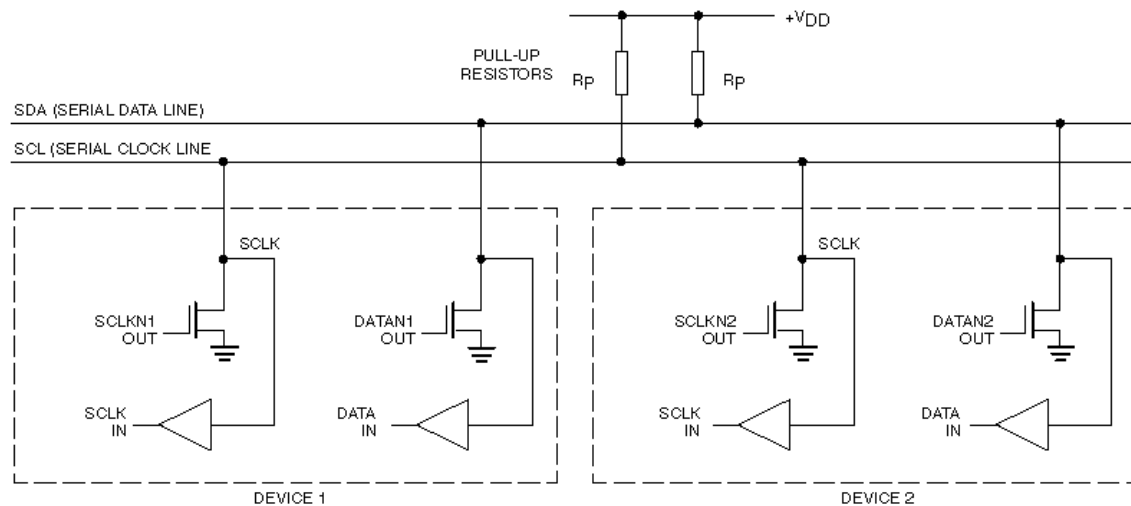 +VDD
PULL-UP
RESISTORS
RP
RP
SDA (SERIAL DATA LINE)
SCL (SERIAL CLOCK LINE
SCLK
SCLK
SCLKN1
OUT
DATAN1
OUT
SCLKN2
OUT
DATAN2
OUT
SCLK
IN
DATA
IN
SCLK
IN
DATA
IN
DEVICE 1
DEVICE 2